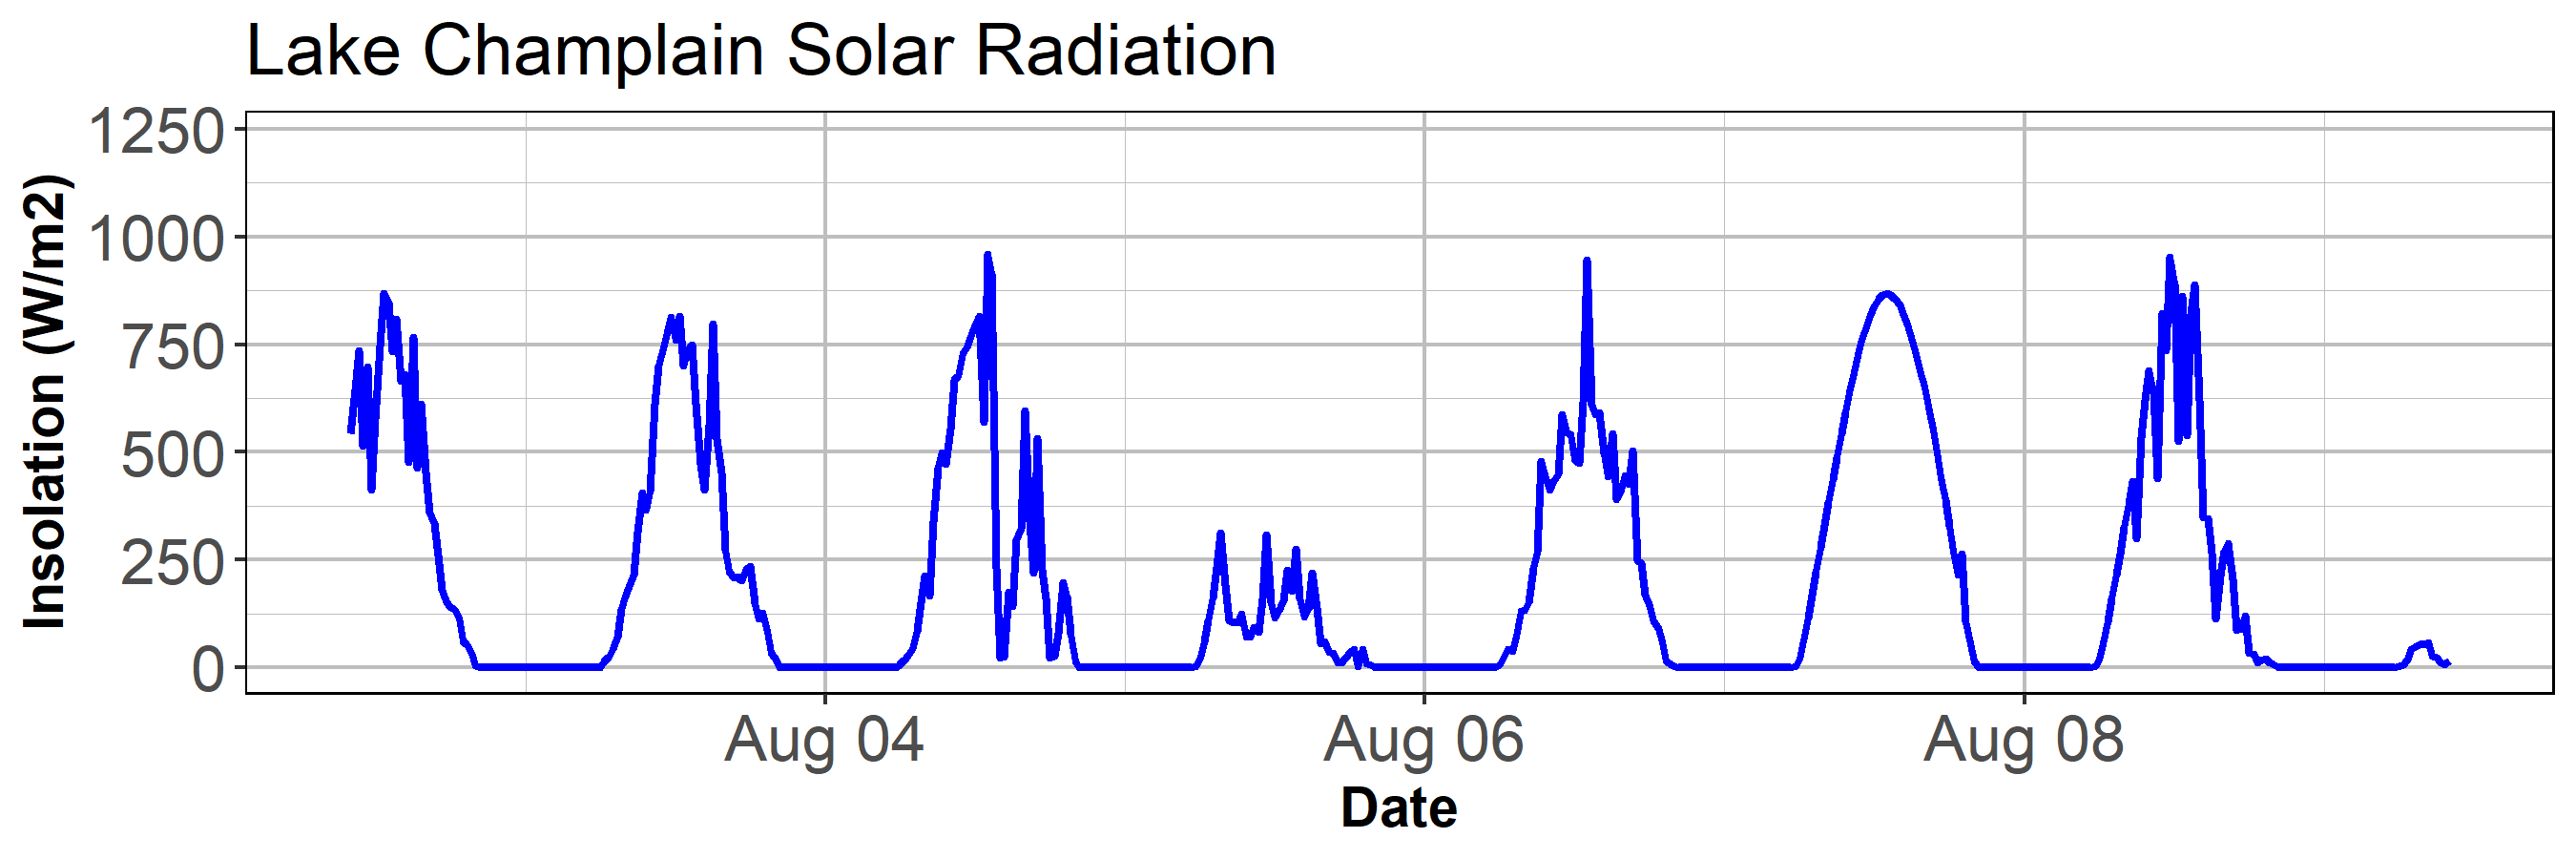 Lake Champlain Solar Radiation
Insolation (W/m2)
1250
1000
750
500
250
0
Aug 04 Aug 06 Aug 08
Date